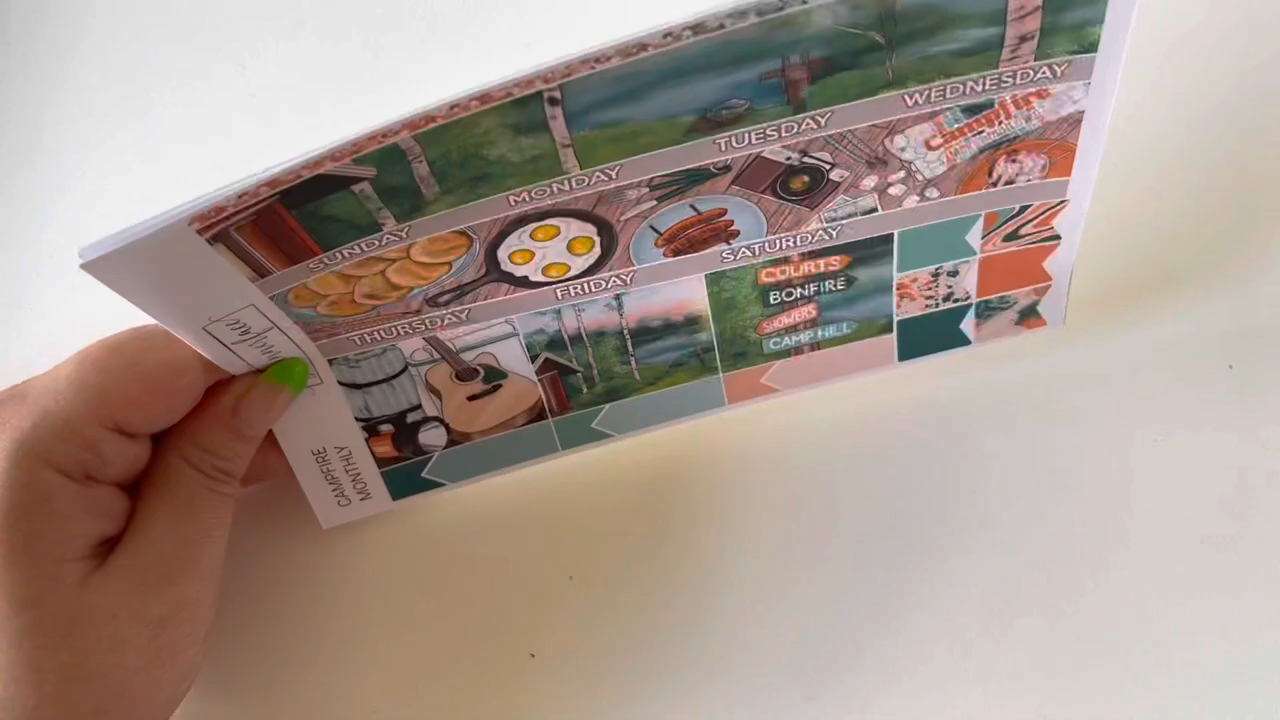 WEDNESDAY
TUESDAY
MONDAY
SUNDAY
campfire
SATURDAY
FRIDAY
THURSDAY
COURTS
BONFIRE
SHOWERS
CAMP HILL
CAMPFIRE
MONTHLY